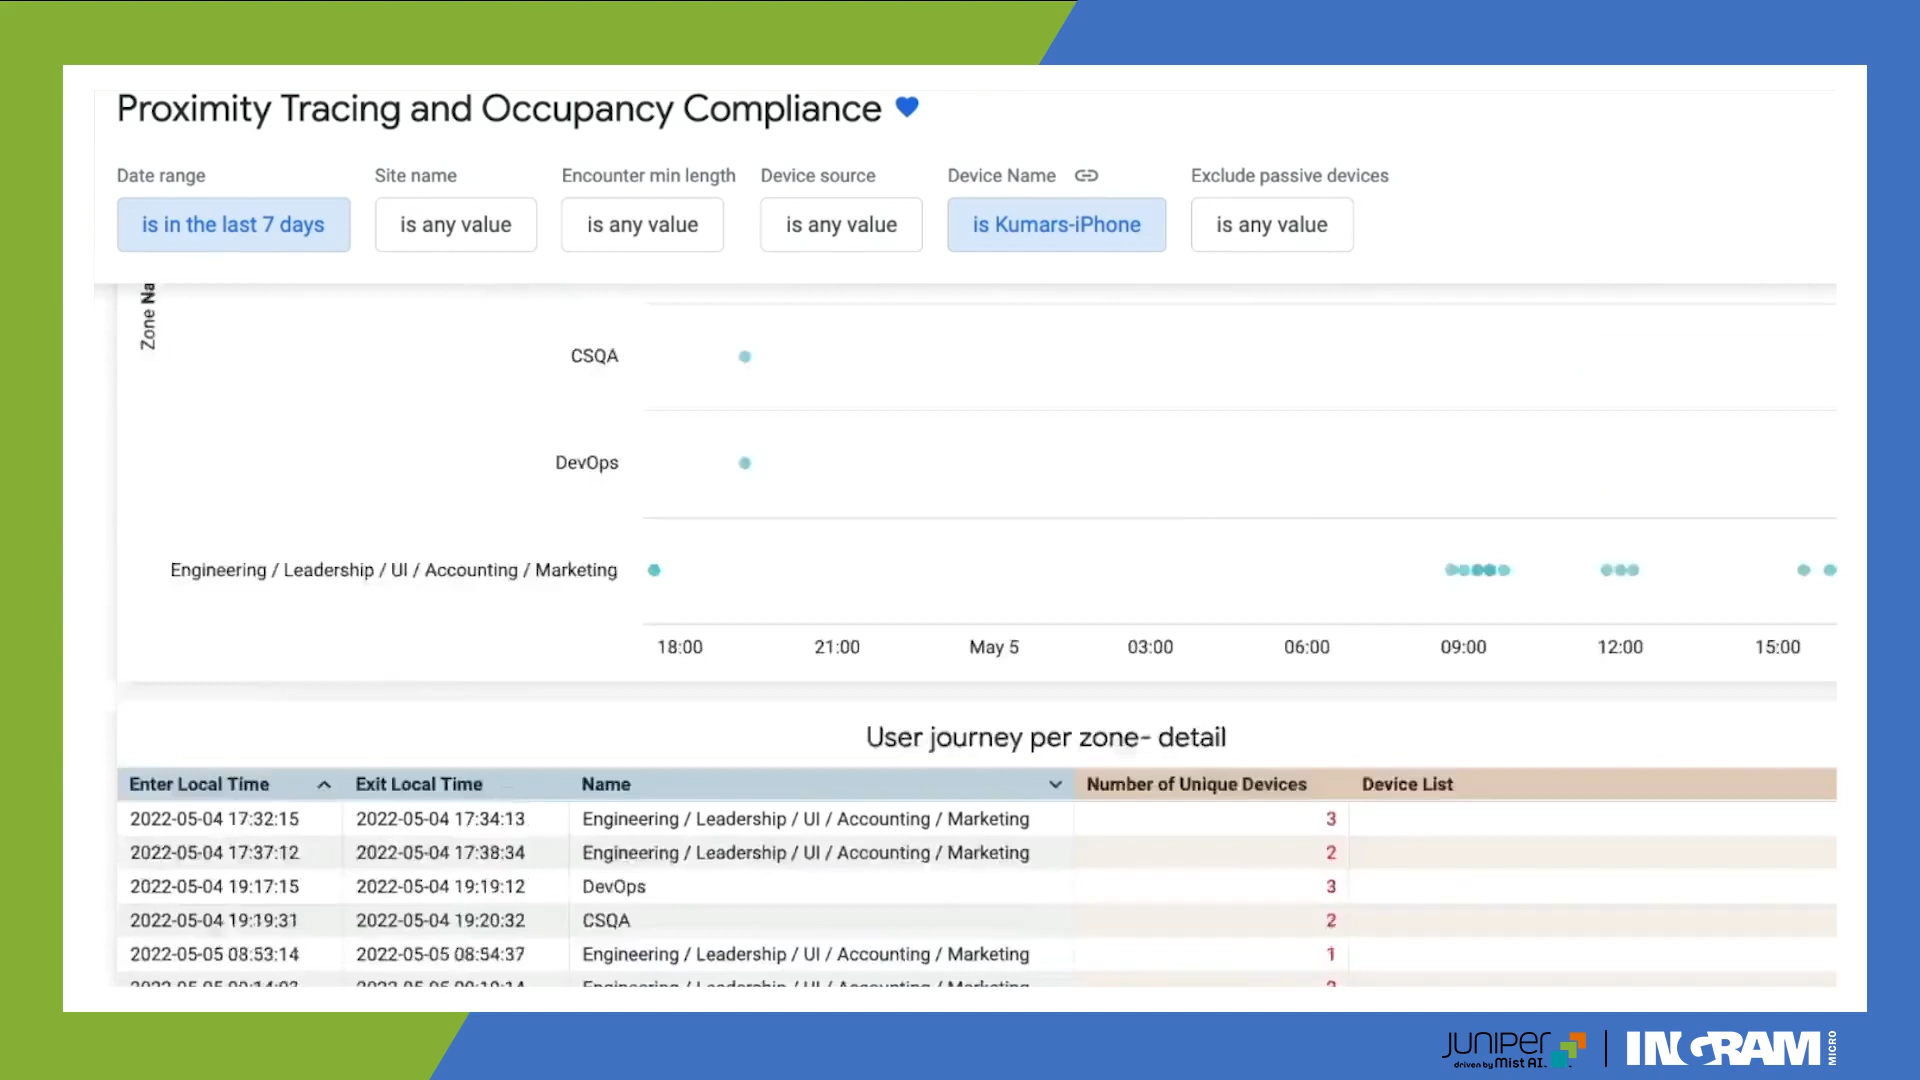 Proximity Tracing and Occupancy Compliance
Date range Site name Encounter min length Device source Device Name Exclude passive devices
is in the last 7 days is any value is any value is any value is Kumars-iPhone is any value
Zone Na
CSQA
DevOps
Engineering / Leadership / UI / Accounting / Marketing
18:00 21:00 May 5 03:00 06:00 09:00 12:00 15:00
User journey per zone- detail
Enter Local Time Exit Local Time Name Number of Unique Devices Device List
2022-05-04 17:32:15 2022-05-04 17:34:13 Engineering / Leadership / UI / Accounting / Marketing 3
2022-05-04 17:37:12 2022-05-04 17:38:34 Engineering / Leadership / UI / Accounting / Marketing 2
2022-05-04 19:17:15 2022-05-04 19:19:12 DevOps 3
2022-05-04 19:19:31 2022-05-04 19:20:32 CSQA 2
2022-05-05 08:53:14 2022-05-05 08:54:37 Engineering / Leadership / UI / Accounting / Marketing 1
Engineering / Leadership / UI / Accounting / Marketing
JUNIPEr
driven by Mist AI
INGRAM MICRO